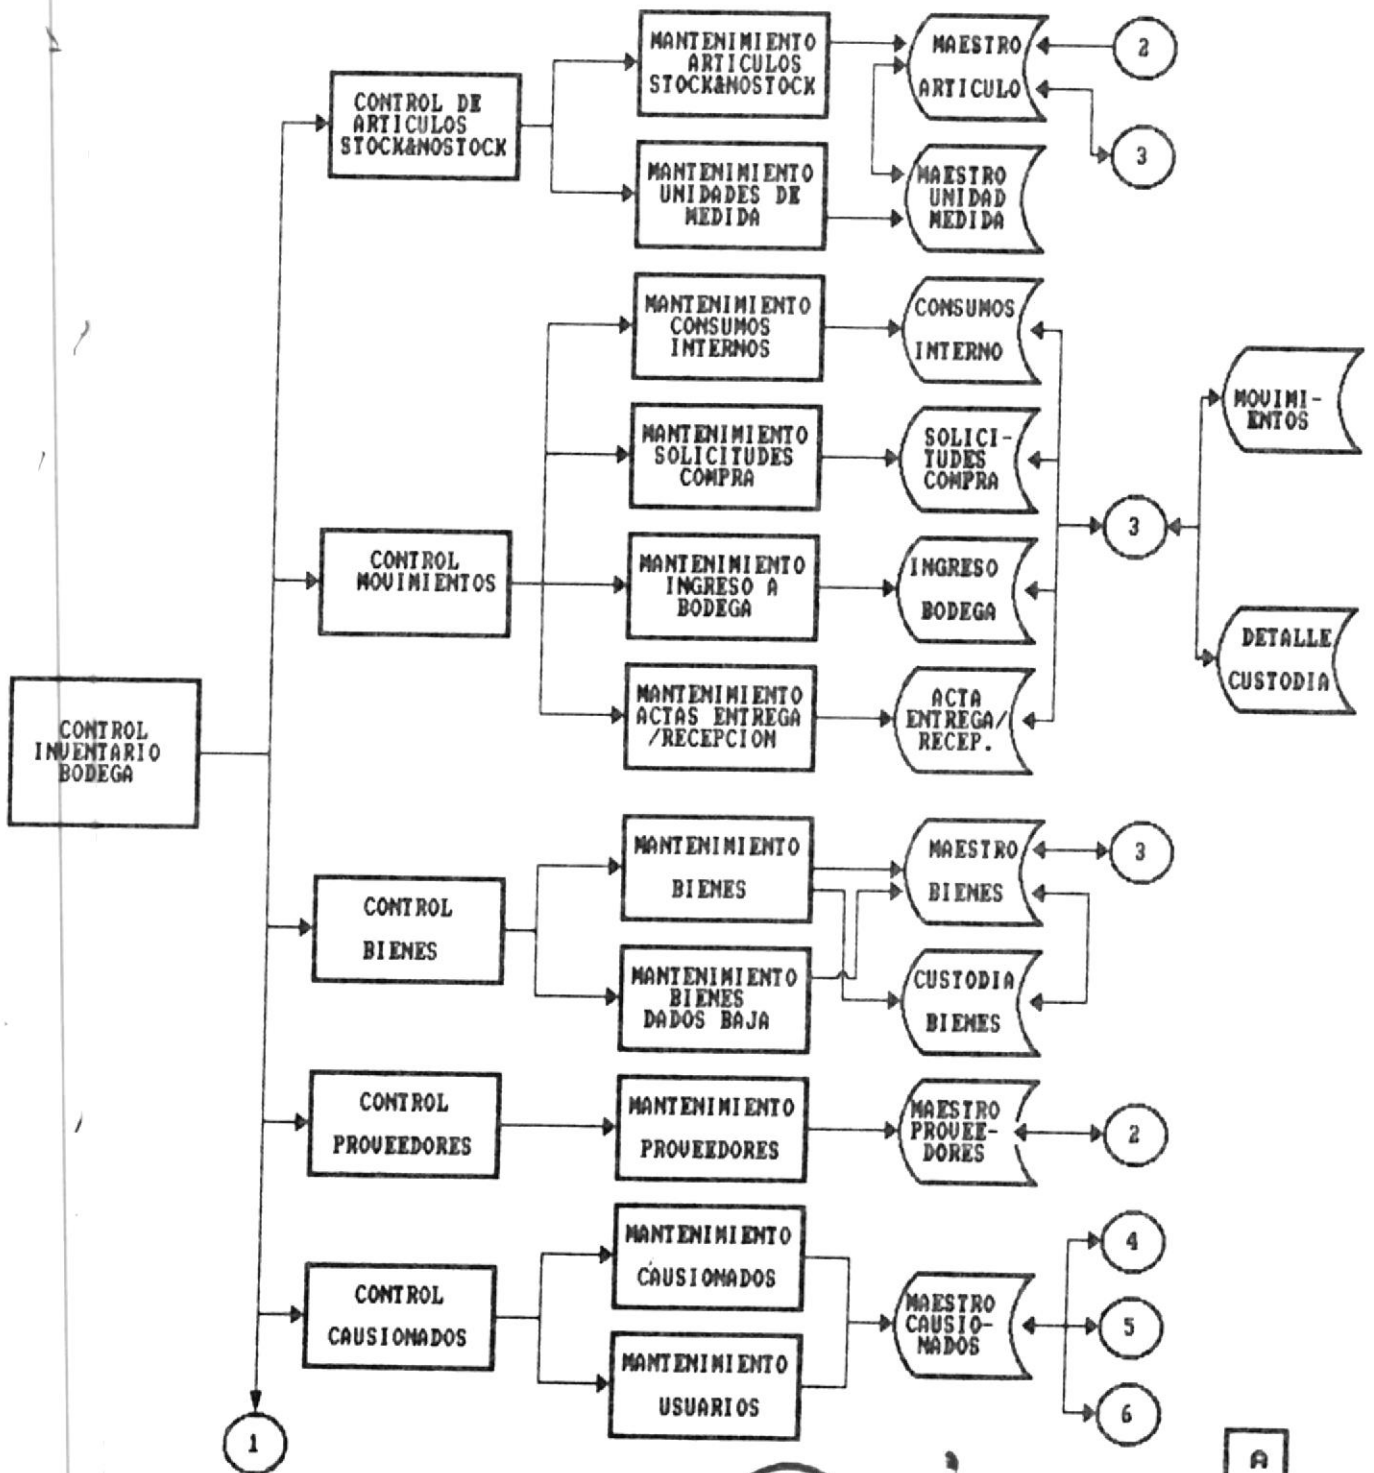 MANTENIMIENTO
ARTICULOS
STOCK&NOSTOCK
MAESTRO
ARTICULO
2
CONTROL DE
ARTICULOS
STOCK&NOSTOCK
3
MANTENIMIENTO
UNIDADES DE
MEDIDA
MAESTRO
UNIDAD
MEDIDA
MANTENIMIENTO
CONSUMOS
INTERNOS
CONSUMOS
INTERNO
MOVIMI-
ENTOS
MANTENIMIENTO
SOLICITUDES
COMPRA
SOLICI-
TUDES
COMPRA
3
CONTROL
MOVIMIENTOS
MANTENIMIENTO
INGRESO A
BODEGA
INGRESO
BODEGA
DETALLE
CUSTODIA
MANTENIMIENTO
ACTAS ENTREGA
/RECEPCION
ACTA
ENTREGA/
RECEP.
CONTROL
INVENTARIO
BODEGA
MANTENIMIENTO
BIENES
MAESTRO
BIENES
3
CONTROL
BIENES
MANTENIMIENTO
BIENES
DADOS BAJA
CUSTODIA
BIENES
CONTROL
PROVEEDORES
MANTENIMIENTO
PROVEEDORES
MAESTRO
PROVEE-
DORES
2
MANTENIMIENTO
CAUSIONADOS
4
CONTROL
CAUSIONADOS
MAESTRO
CAUSIO-
NADOS
5
MANTENIMIENTO
USUARIOS
6
1
A